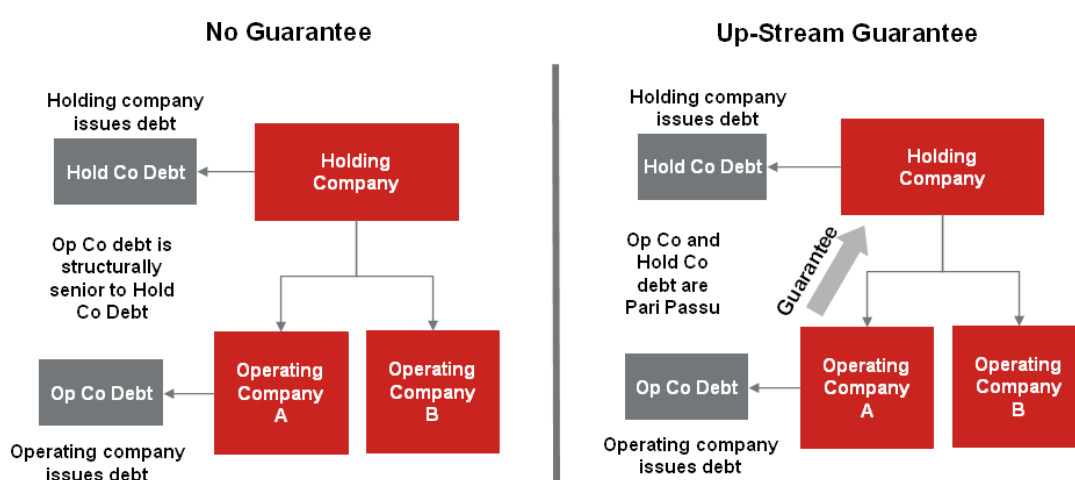 No Guarantee
Holding company
issues debt
Hold Co Debt
Holding
Company
Op Co debt is
structurally
senior to Hold
Co Debt
Op Co Debt
Operating
Company
A
Operating
Company
B
Operating company
issues debt
Up-Stream Guarantee
Holding company
issues debt
Hold Co Debt
Holding
Company
Op Co and
Hold Co
debt are
Pari Passu
Guarantee
Op Co Debt
Operating
Company
A
Operating
Company
B
Operating company
issues debt